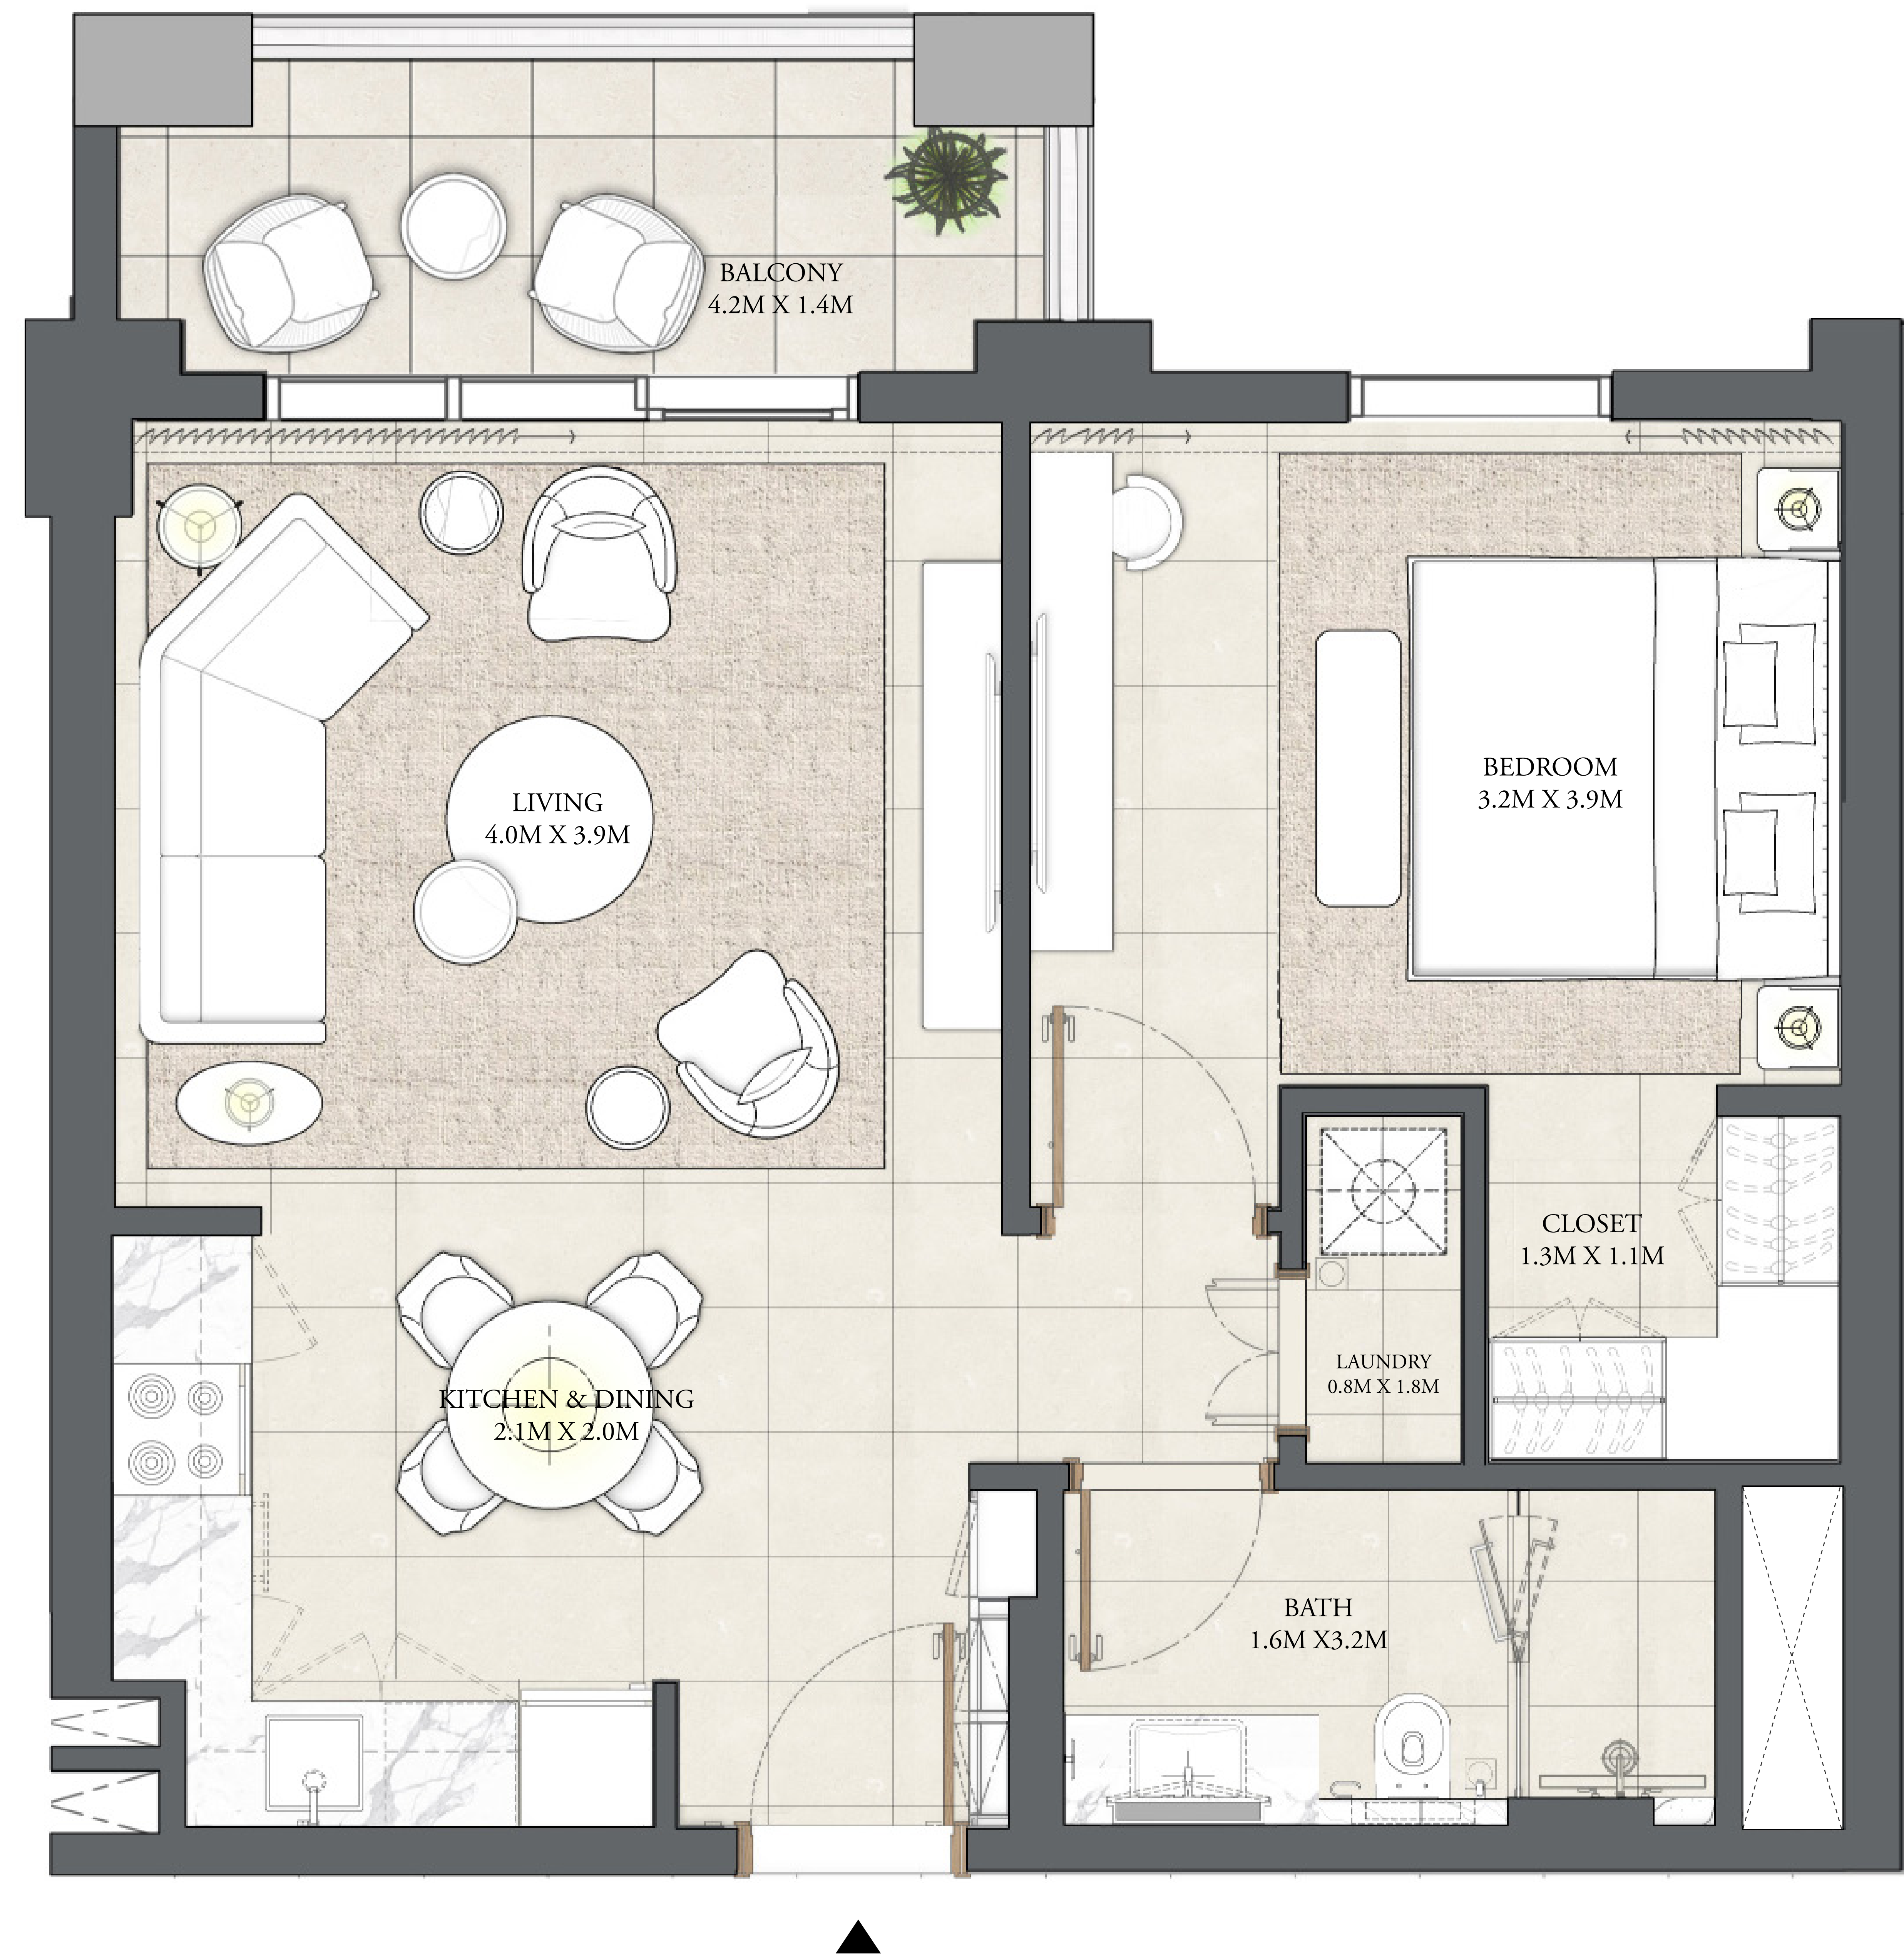 BALCONY
4.2M X 1.4M
LIVING
4.0M X 3.9M
BEDROOM
3.2M X 3.9M
CLOSET
1.3M X 1.1M
LAUNDRY
0.8M X 1.8M
KITCHEN & DINING
2.1M X 2.0M
BATH
1.6M X3.2M